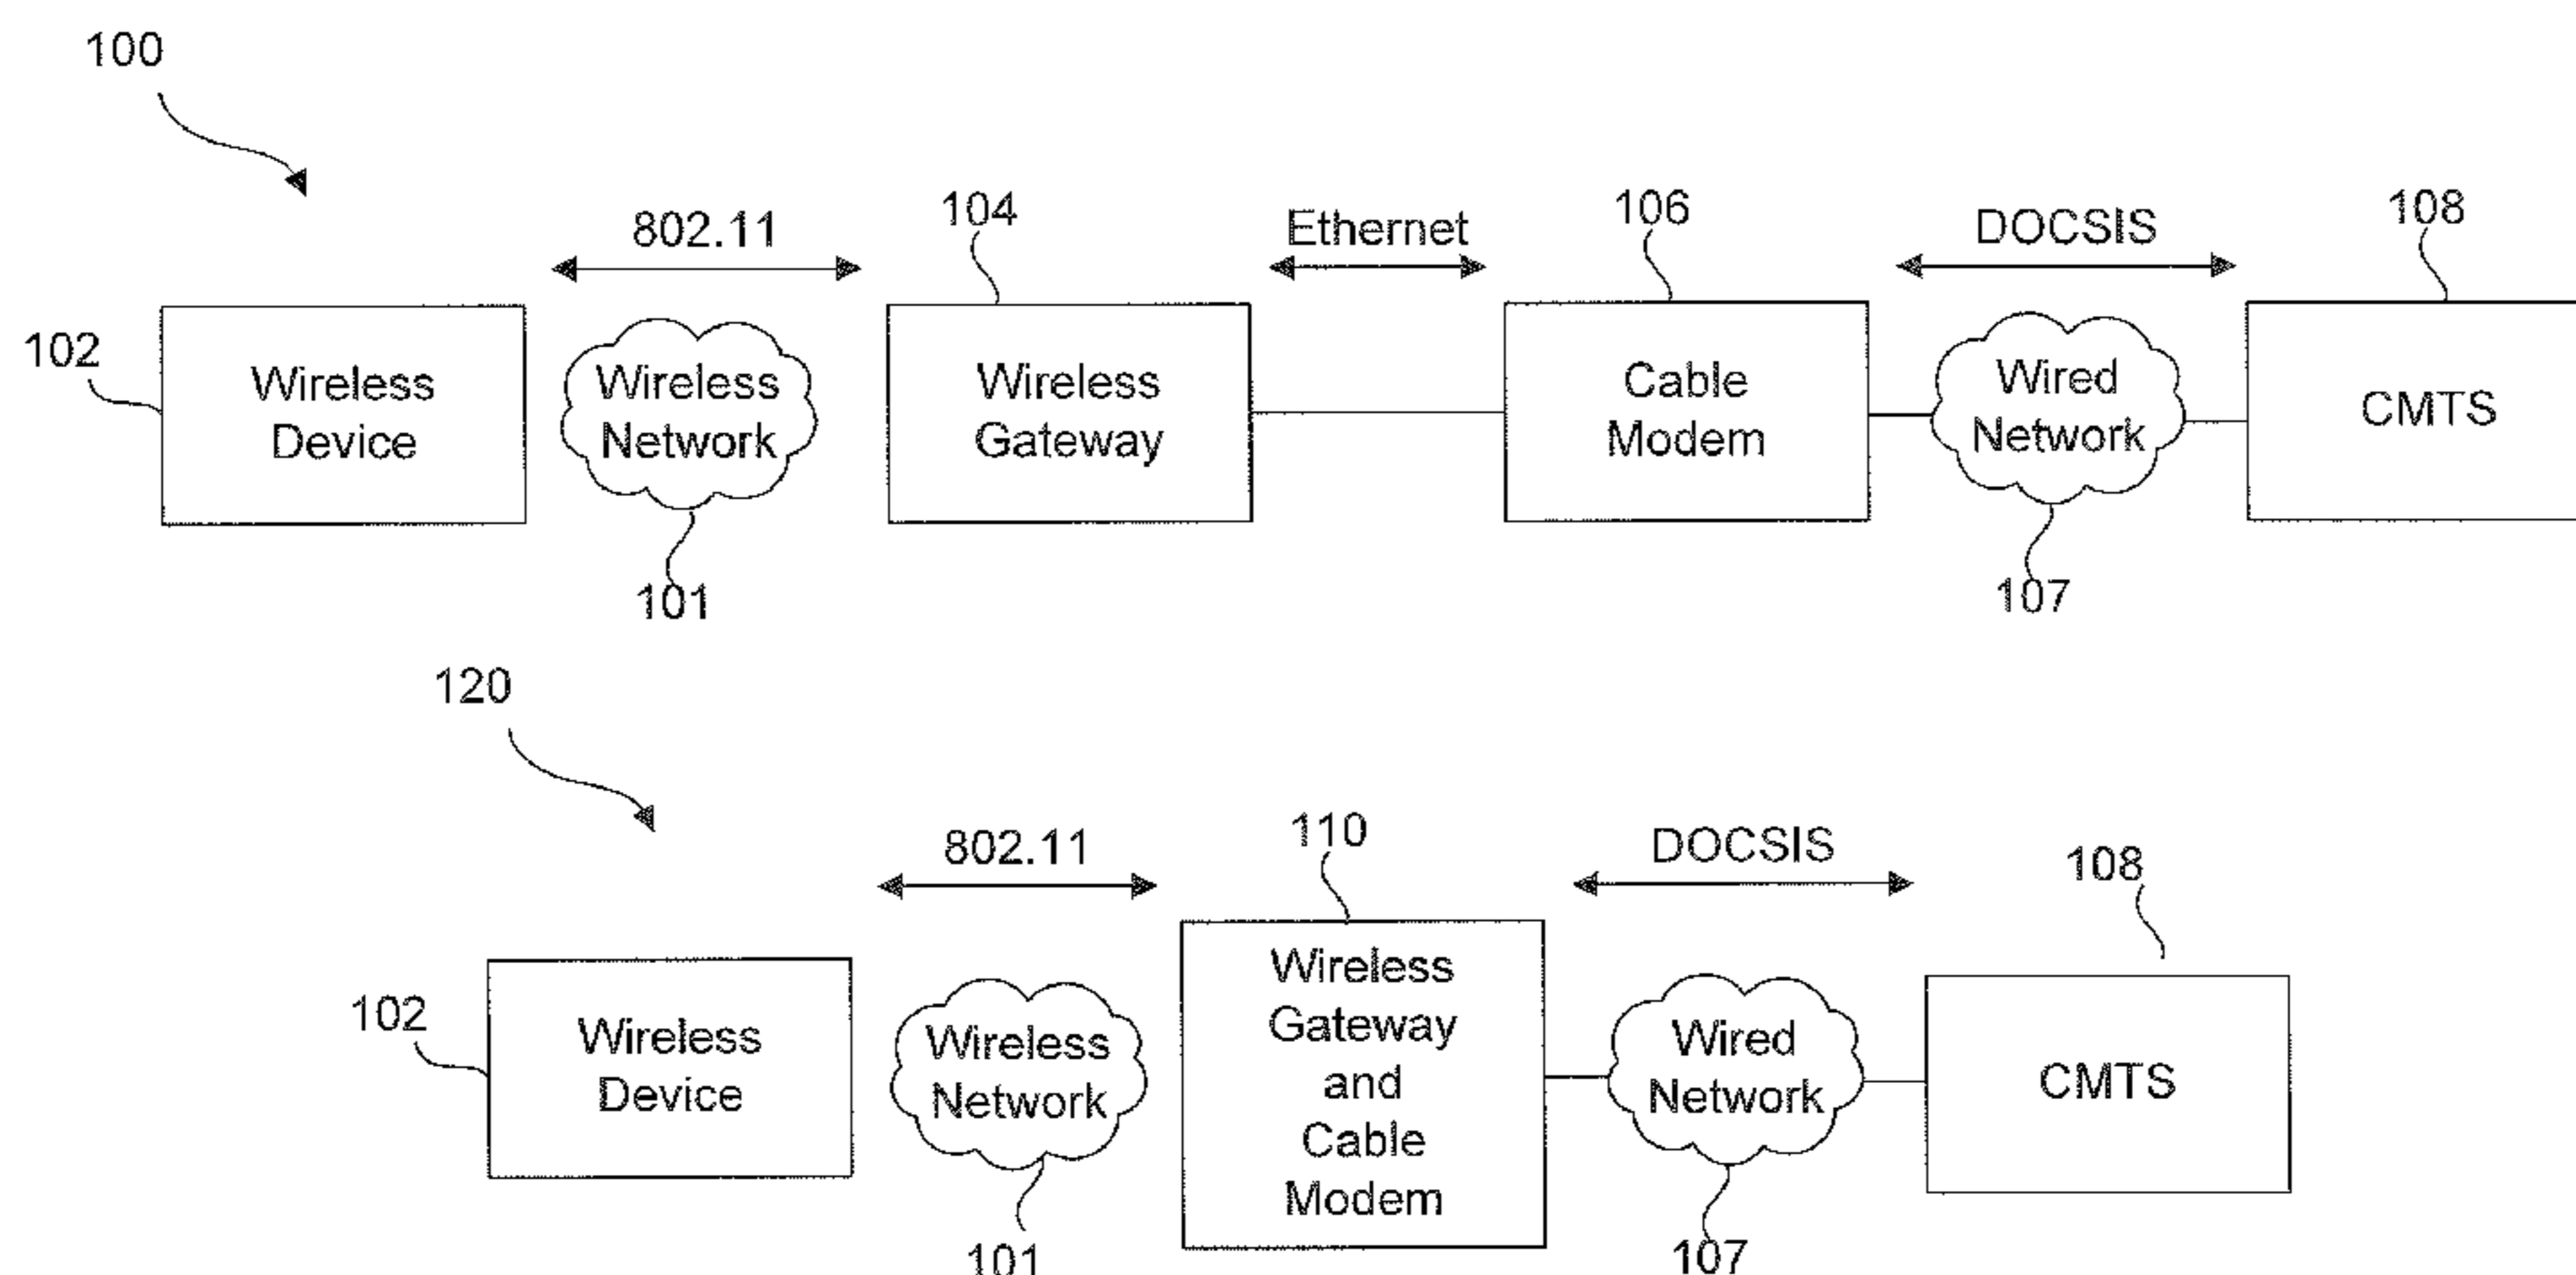 100
802.11
104
Ethernet
106
DOCSIS
108
102
Wireless
Device
Wireless
Network
Wireless
Gateway
Cable
Modem
Wired
Network
CMTS
101
107
120
802.11
110
DOCSIS
108
102
Wireless
Device
Wireless
Network
Wireless
Gateway
and
Cable
Modem
Wired
Network
CMTS
101
107